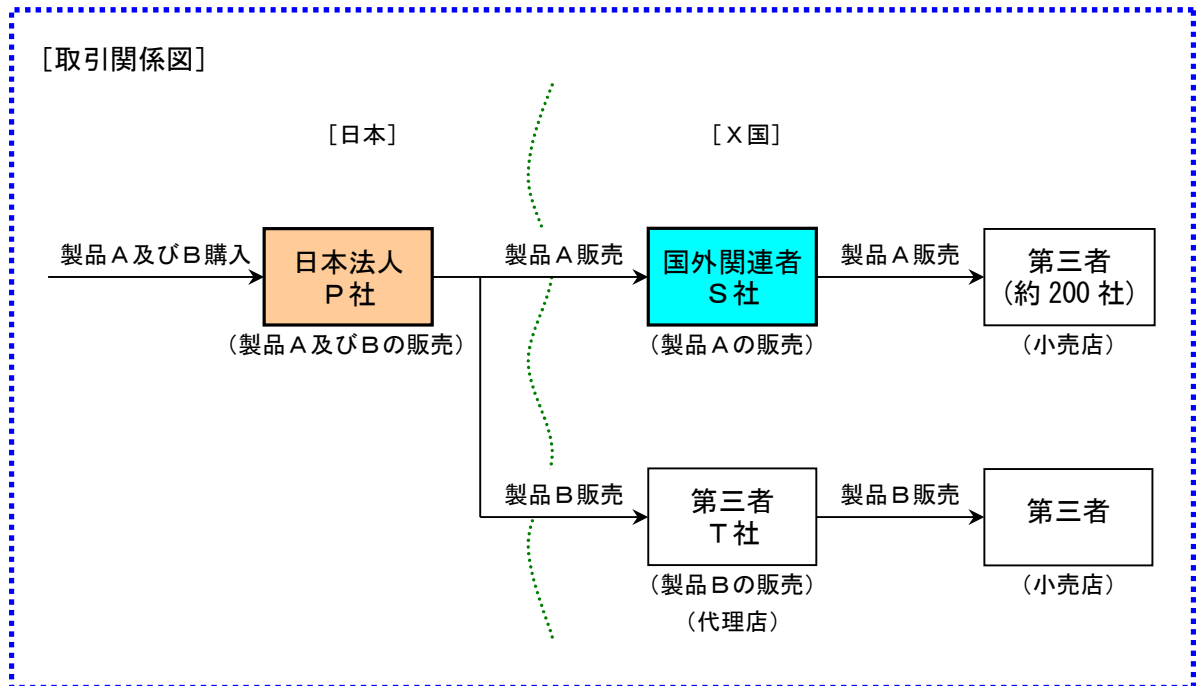 [取引関係図]
[日本]
[X国]
製品A及びB購入
日本法人
P社
(製品A及びBの販売)
製品A販売
国外関連者
S社
(製品Aの販売)
製品A販売
第三者
(約 200 社)
(小売店)
製品B販売
第三者
T社
(製品Bの販売)
(代理店)
製品B販売
第三者
(小売店)